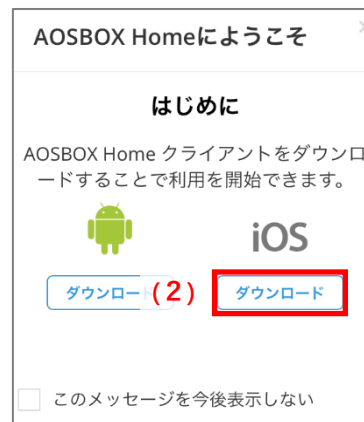 AOSBOX Homeにようこそ
はじめに
AOSBOX Home クライアントをダウンロ
ードすることで利用を開始できます。
iOS
ダウンロー (2) ダウンロード
このメッセージを今後表示しない